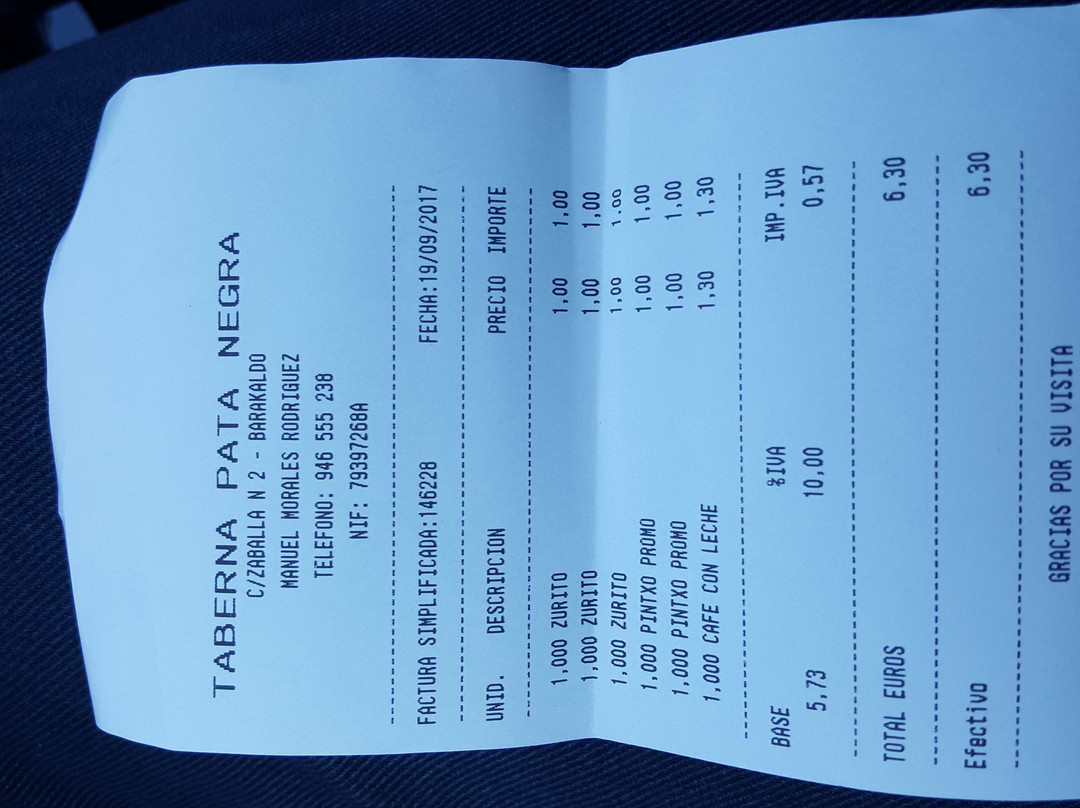 TABERNA PATA NEGRA
C/ZABALLA N 2 - BARAKALDO
MANUEL MORALES RODRIGUEZ
TELEFONO: 946 555 238
NIF: 79397268A
FACTURA SIMPLIFICADA:146228 FECHA:19/09/2017
UNID. DESCRIPCION PRECIO IMPORTE
1,000 ZURITO 1,00 1,00
1,000 ZURITO 1,00 1,00
1,000 ZURITO 1,00 1,00
1,000 PINTXO PROMO 1,00 1,00
1,000 PINTXO PROMO 1,00 1,00
1,000 CAFE CON LECHE 1,30 1,30
BASE %IVA IMP.IVA
5,73 10,00 0,57
TOTAL EUROS 6,30
Efectivo 6,30
GRACIAS POR SU VISITA